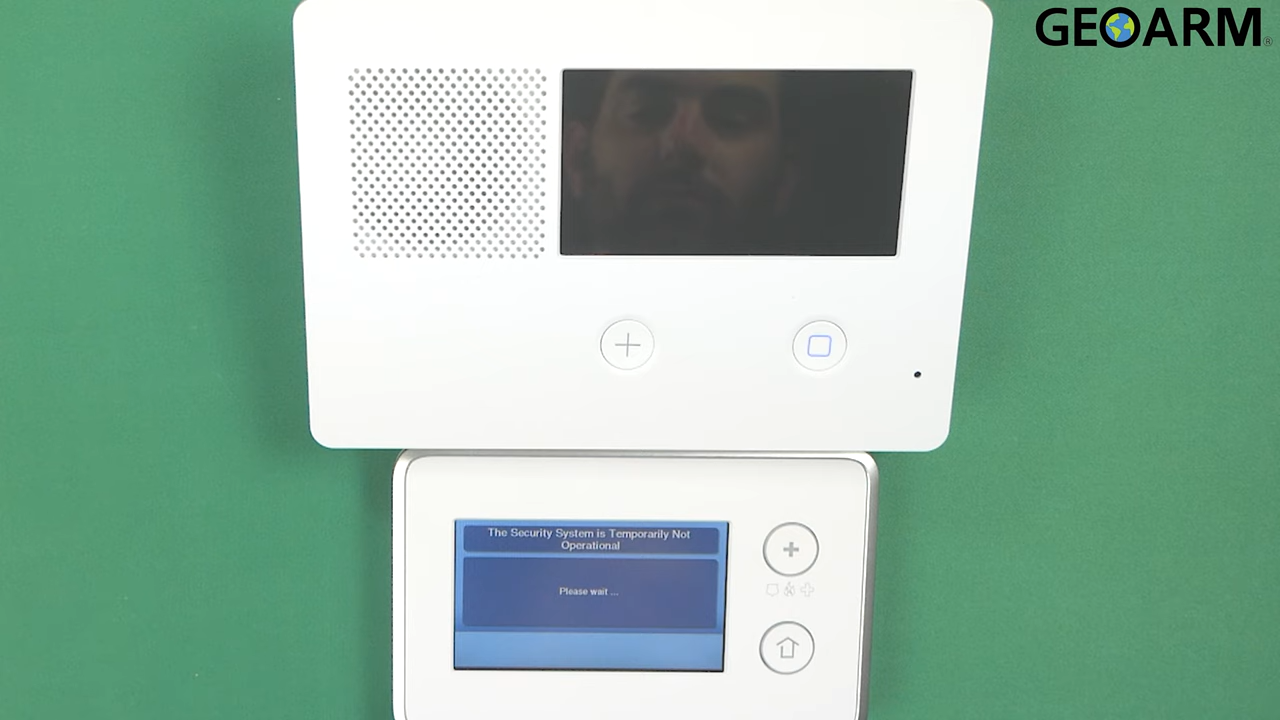 GEOARM®
The Security System is Temporarily Not
Operational
Please wait ...